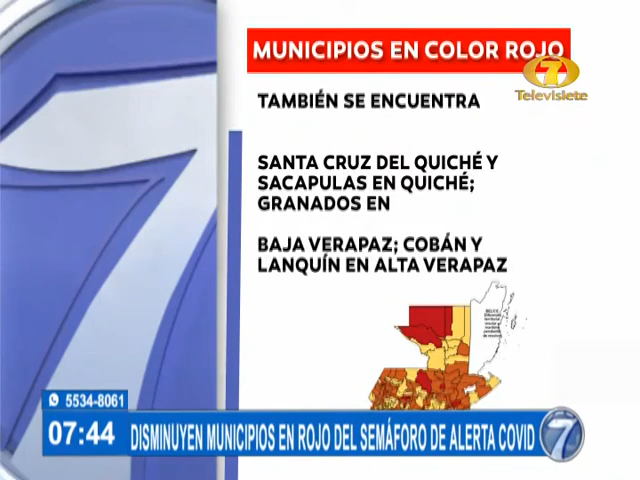 MUNICIPIOS EN COLOR ROJO
7
Televisiete
TAMBIÉN SE ENCUENTRA
SANTA CRUZ DEL QUICHÉ Y
SACAPULAS EN QUICHÉ;
GRANADOS EN
BAJA VERAPAZ; COBÁN Y
LANQUÍN EN ALTA VERAPAZ
BELICE
5534-8061
07:44
DISMINUYEN MUNICIPIOS EN ROJO DEL SEMÁFORO DE ALERTA COVID
7